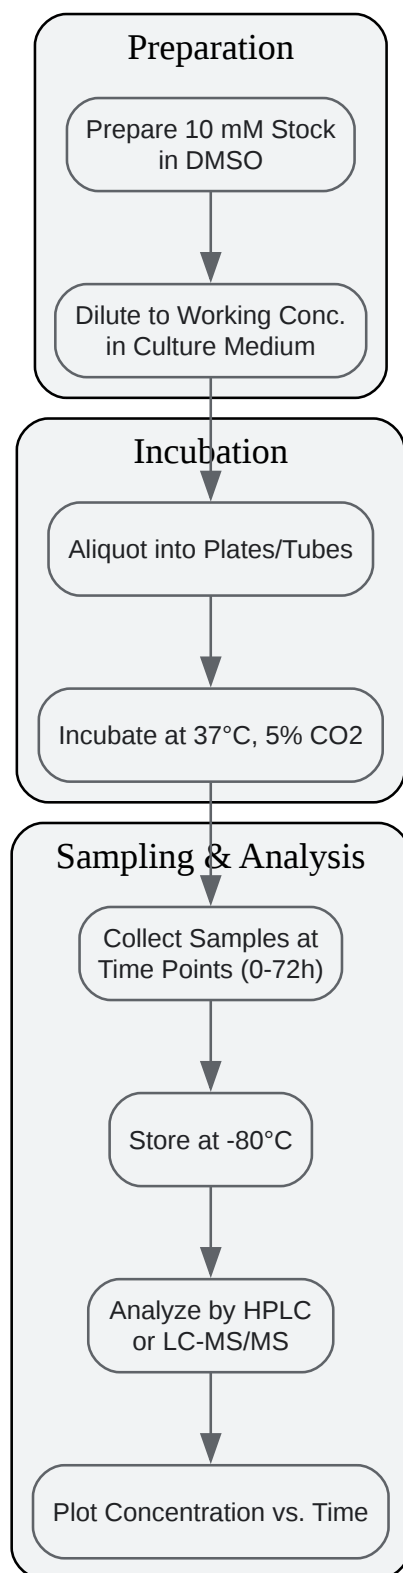 Preparation
Prepare 10 mM Stock
in DMSO
Dilute to Working Conc.
in Culture Medium
Incubation
Aliquot into Plates/Tubes
Incubate at 37°C, 5% CO2
Sampling & Analysis
Collect Samples at
Time Points (0-72h)
Store at -80°C
Analyze by HPLC
or LC-MS/MS
Plot Concentration vs. Time